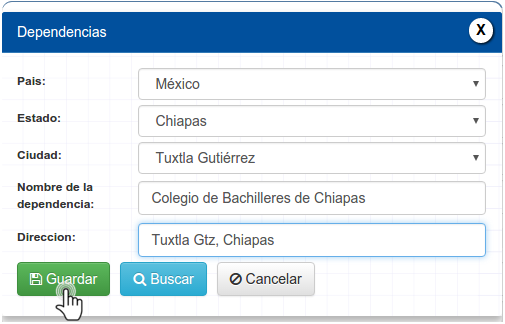 Dependencias X
Pais: México
Estado: Chiapas
Ciudad: Tuxtla Gutiérrez
Nombre de la
dependencia: Colegio de Bachilleres de Chiapas
Direccion: Tuxtla Gtz, Chiapas
Guardar Buscar Cancelar